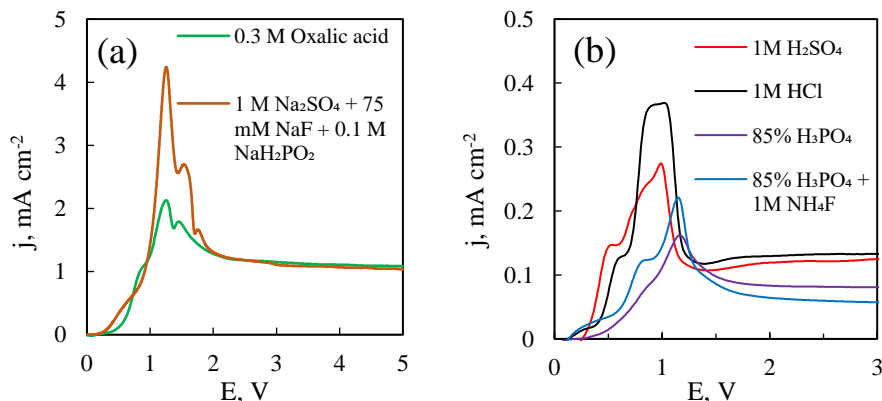 (a)
0.3 M Oxalic acid
1 M Na₂SO₄ + 75
mM NaF + 0.1 M
NaH₂PO₂
5
4
3
2
1
0
j, mA cm⁻²
0 1 2 3 4 5
E, V
(b)
1M H₂SO₄
1M HCl
85% H₃PO₄
85% H₃PO₄ +
1M NH₄F
0.5
0.4
0.3
0.2
0.1
0
j, mA cm⁻²
0 1 2 3
E, V